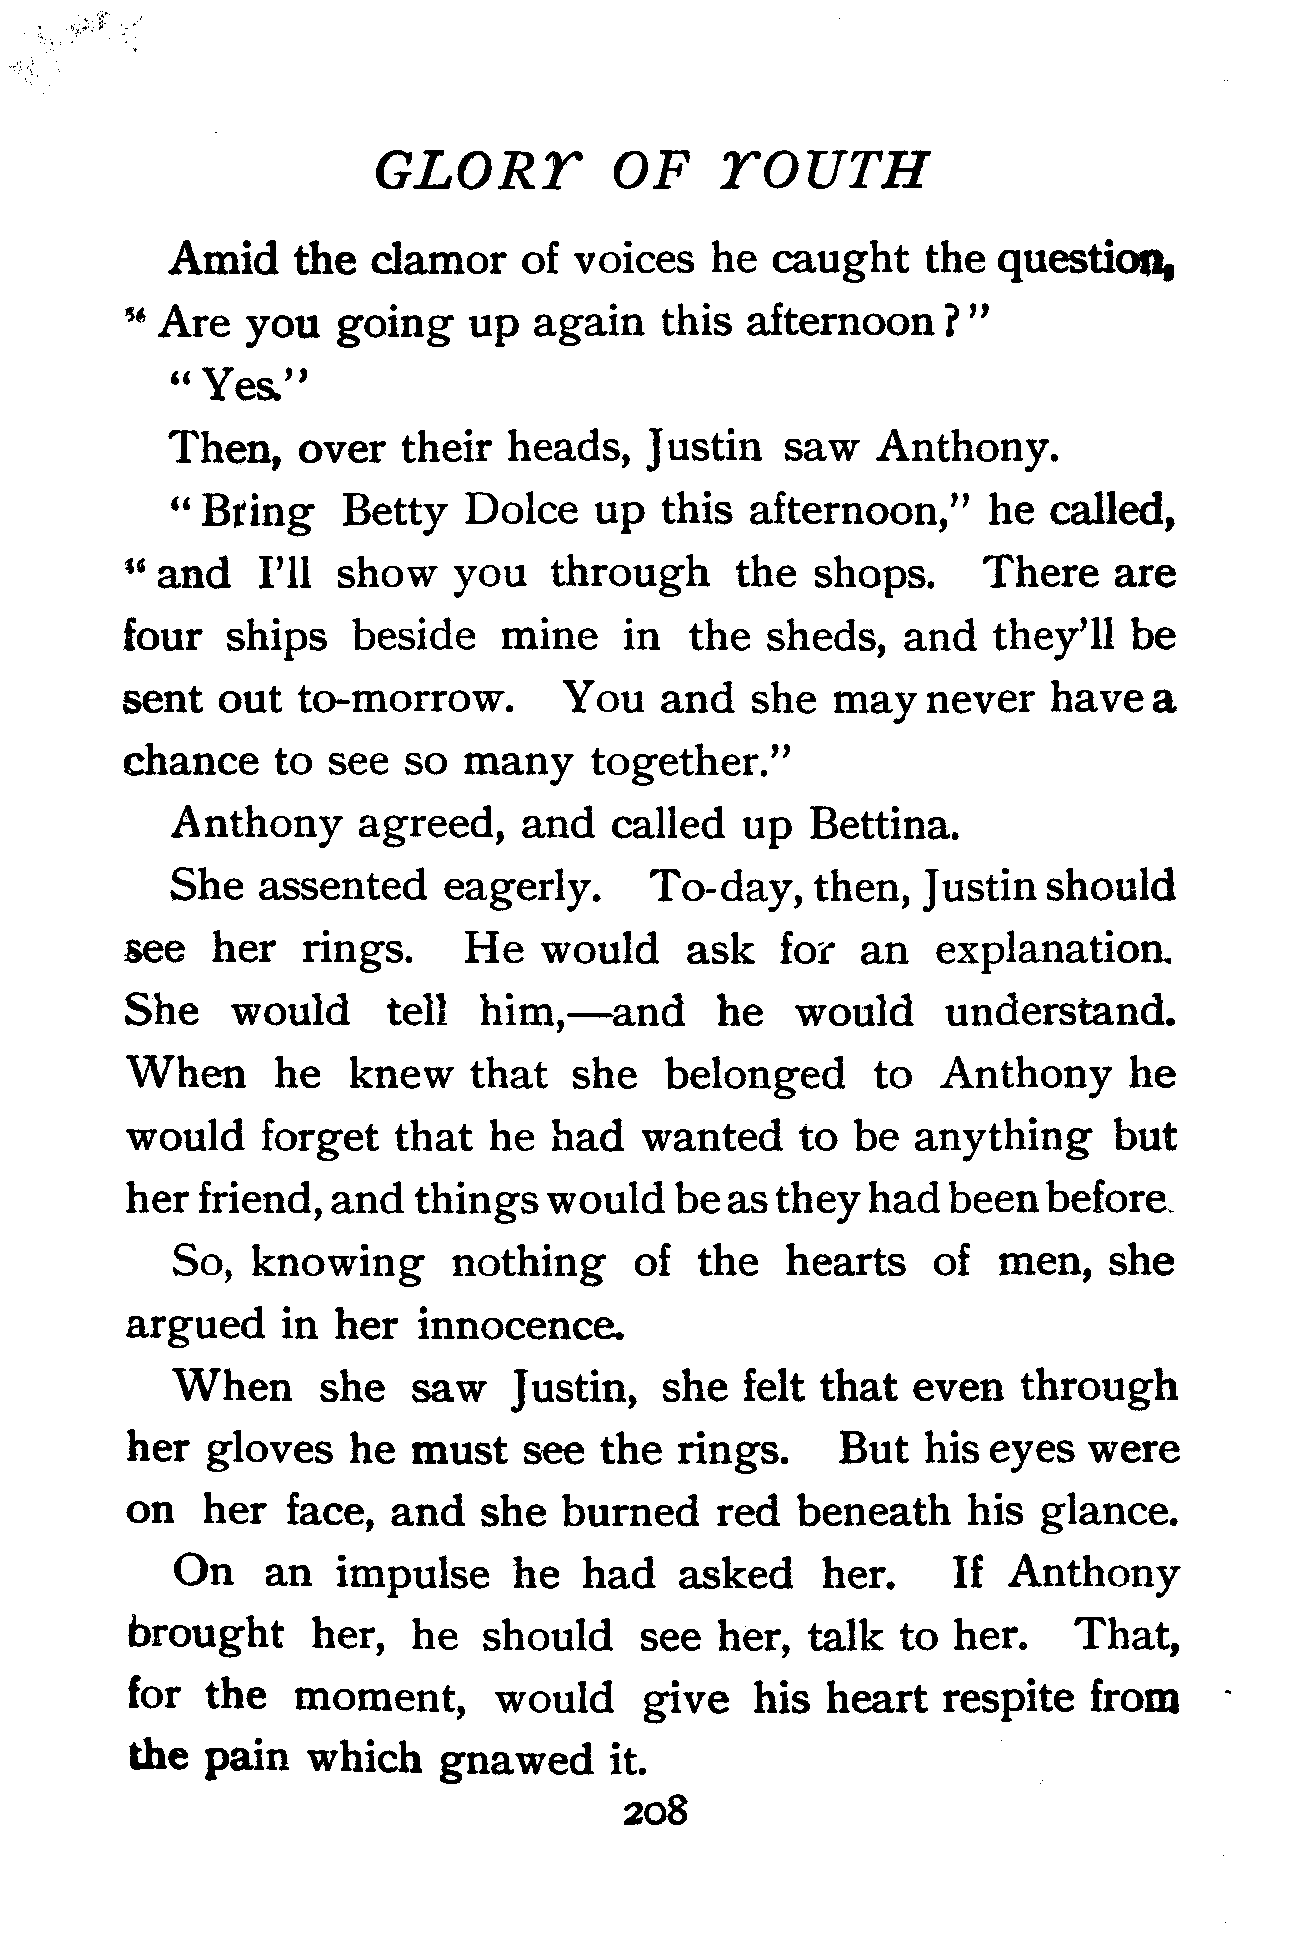 GLORY OF YOUTH
Amid the clamor of voices he caught the question,
"Are you going up again this afternoon?"
"Yes."
Then, over their heads, Justin saw Anthony.
"Bring Betty Dolce up this afternoon," he called,
"and I'll show you through the shops. There are
four ships beside mine in the sheds, and they'll be
sent out to-morrow. You and she may never have a
chance to see so many together."
Anthony agreed, and called up Bettina.
She assented eagerly. To-day, then, Justin should
see her rings. He would ask for an explanation.
She would tell him,—and he would understand.
When he knew that she belonged to Anthony he
would forget that he had wanted to be anything but
her friend, and things would be as they had been before.
So, knowing nothing of the hearts of men, she
argued in her innocence.
When she saw Justin, she felt that even through
her gloves he must see the rings. But his eyes were
on her face, and she burned red beneath his glance.
On an impulse he had asked her. If Anthony
brought her, he should see her, talk to her. That,
for the moment, would give his heart respite from
the pain which gnawed it.
208